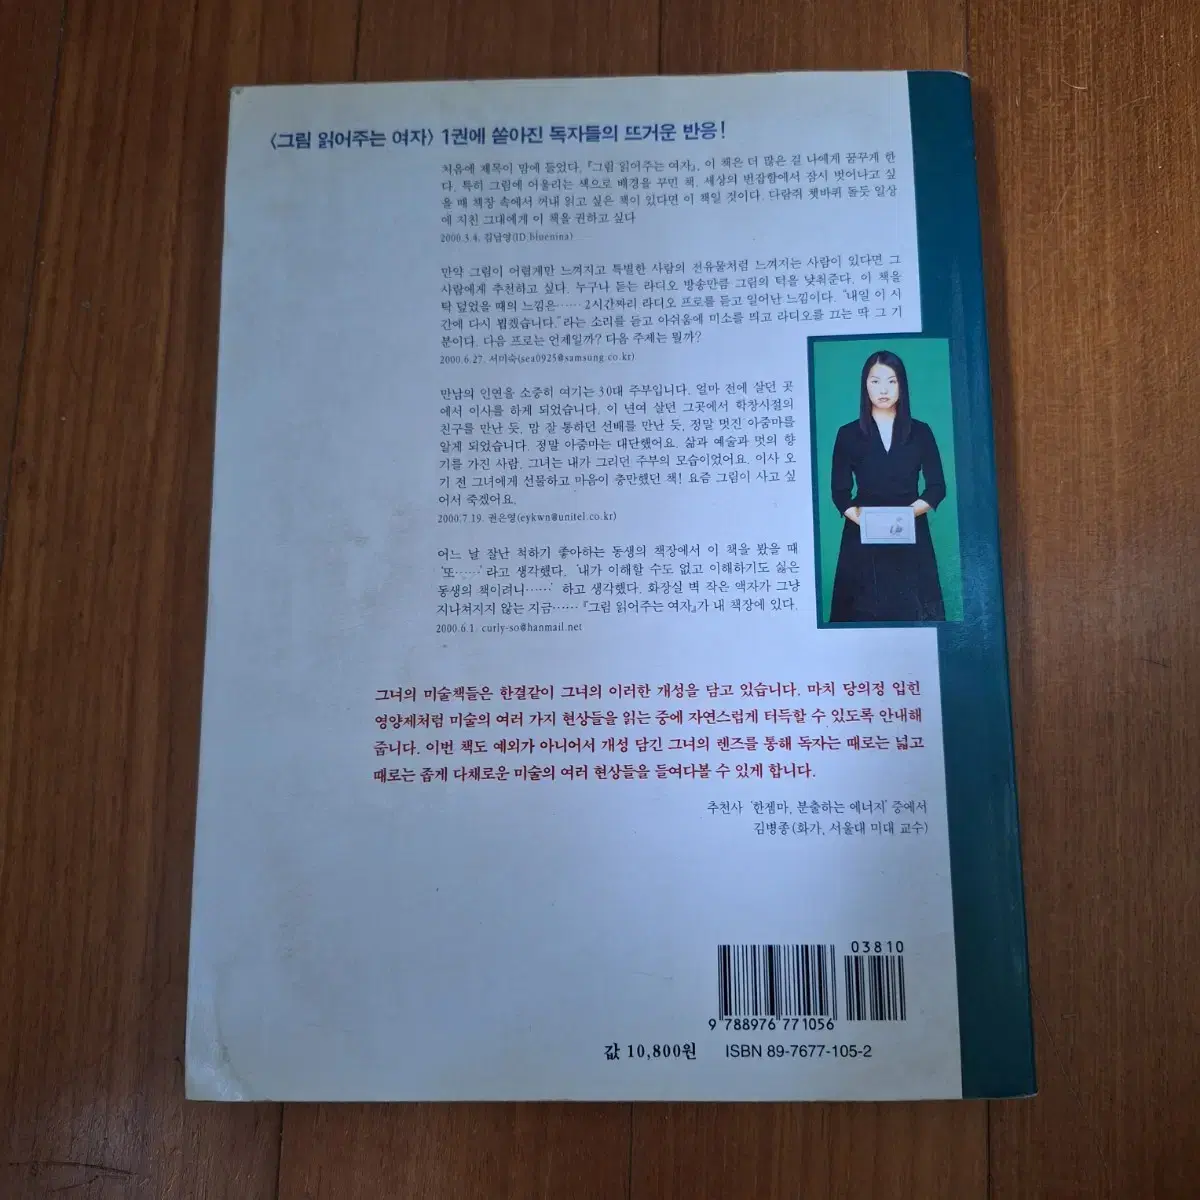 〈그림 읽어주는 여자〉 1권에 쏟아진 독자들의 뜨거운 반응!
처음에 제목이 맘에 들었다. 『그림 읽어주는 여자』, 이 책은 더 많은 걸 나에게 꿈꾸게 한
다. 특히 그림에 어울리는 색으로 배경을 꾸민 책. 세상의 번잡함에서 잠시 벗어나고 싶
을 때 책장 속에서 꺼내 읽고 싶은 책이 있다면 이 책일 것이다. 다람쥐 쳇바퀴 돌듯 일상
에 지친 그대에게 이 책을 권하고 싶다
2000.3.4. 김남영(ID:bluenina)
만약 그림이 어렵게만 느껴지고 특별한 사람의 전유물처럼 느껴지는 사람이 있다면 그
사람에게 추천하고 싶다. 누구나 듣는 라디오 방송만큼 그림의 턱을 낮춰준다. 이 책을
탁 덮었을 때의 느낌은…… 2시간짜리 라디오 프로를 듣고 일어난 느낌이다. “내일 이 시
간에 다시 뵙겠습니다.”라는 소리를 듣고 아쉬움에 미소를 띄고 라디오를 끄는 딱 그 기
분이다. 다음 프로는 언제일까? 다음 주제는 뭘까?
2000.6.27. 서미숙(sea0925@samsung.co.kr)
만남의 인연을 소중히 여기는 30대 주부입니다. 얼마 전에 살던 곳
에서 이사를 하게 되었습니다. 이 년여 살던 그곳에서 학창시절의
친구를 만난 듯, 맘 잘 통하던 선배를 만난 듯, 정말 멋진 아줌마를
알게 되었습니다. 정말 아줌마는 대단했어요. 삶과 예술과 멋의 향
기를 가진 사람. 그녀는 내가 그리던 주부의 모습이었어요. 이사 오
기 전 그녀에게 선물하고 마음이 충만했던 책! 요즘 그림이 사고 싶
어서 죽겠어요.
2000.7.19. 권은영(eykwn@unitel.co.kr)
어느 날 잘난 척하기 좋아하는 동생의 책장에서 이 책을 봤을 때
‘또……’라고 생각했다. ‘내가 이해할 수도 없고 이해하기도 싫은
동생의 책이려니……’ 하고 생각했다. 화장실 벽 작은 액자가 그냥
지나쳐지지 않는 지금…… 『그림 읽어주는 여자』가 내 책장에 있다.
2000.6.1. curly-so@hanmail.net
그녀의 미술책들은 한결같이 그녀의 이러한 개성을 담고 있습니다. 마치 당의정 입힌
영양제처럼 미술의 여러 가지 현상들을 읽는 중에 자연스럽게 터득할 수 있도록 안내해
줍니다. 이번 책도 예외가 아니어서 개성 담긴 그녀의 렌즈를 통해 독자는 때로는 넓고
때로는 좁게 다채로운 미술의 여러 현상들을 들여다볼 수 있게 합니다.
추천사 ‘한젬마, 분출하는 에너지’ 중에서
김병종(화가, 서울대 미대 교수)
03810
9 788976 771056
값 10,800원 ISBN 89-7677-105-2